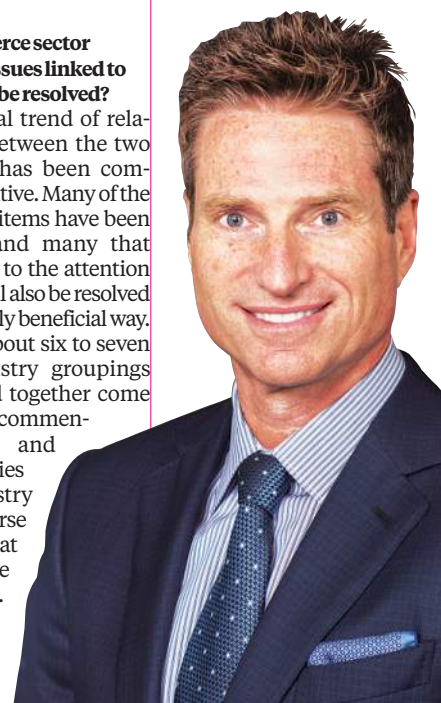 erce sector
ssues linked to
be resolved?
al trend of rela-
etween the two
has been com-
tive. Many of the
items have been
and many that
to the attention
l also be resolved
ly beneficial way.
bout six to seven
stry groupings
l together come
commen-
and
ies
stry
rse
at
e
.